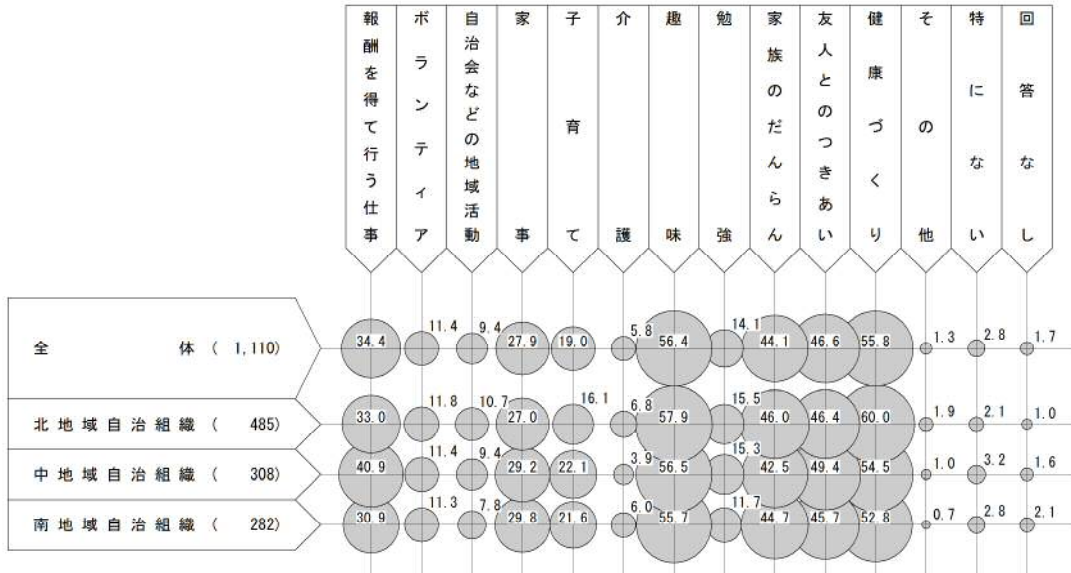 報酬を得て行う仕事
ボランティア
自治会などの地域活動
家事
子育て
介護
趣味
勉強
家族のだんらん
友人とのつきあい
健康づくり
その他
特にない
回答なし
全体 ( 1,110)
34.4 11.4 9.4 27.9 19.0 5.8 56.4 14.1 44.1 46.6 55.8 1.3 2.8 1.7
北地域自治組織 ( 485)
33.0 11.8 10.7 27.0 16.1 6.8 57.9 15.5 46.0 46.4 60.0 1.9 2.1 1.0
中地域自治組織 ( 308)
40.9 11.4 9.4 29.2 22.1 3.9 56.5 15.3 42.5 49.4 54.5 1.0 3.2 1.6
南地域自治組織 ( 282)
30.9 11.3 7.8 29.8 21.6 6.0 55.7 11.7 44.7 45.7 52.8 0.7 2.8 2.1